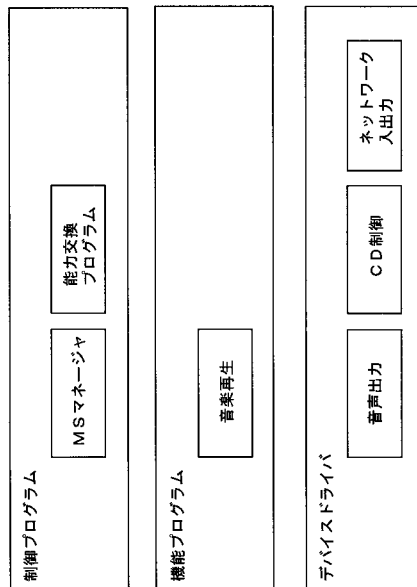 制御プログラム
MSマネージャ
能力交換
プログラム
機能プログラム
音楽再生
デバイスドライバ
音声出力
CD制御
ネットワーク
入出力